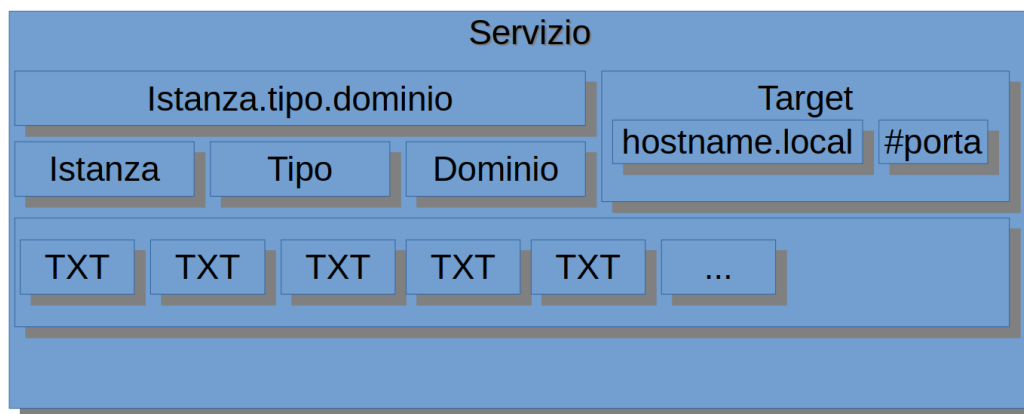 Servizio
Istanza.tipo.dominio
Target
hostname.local #porta
Istanza Tipo Dominio
TXT TXT TXT TXT TXT ...